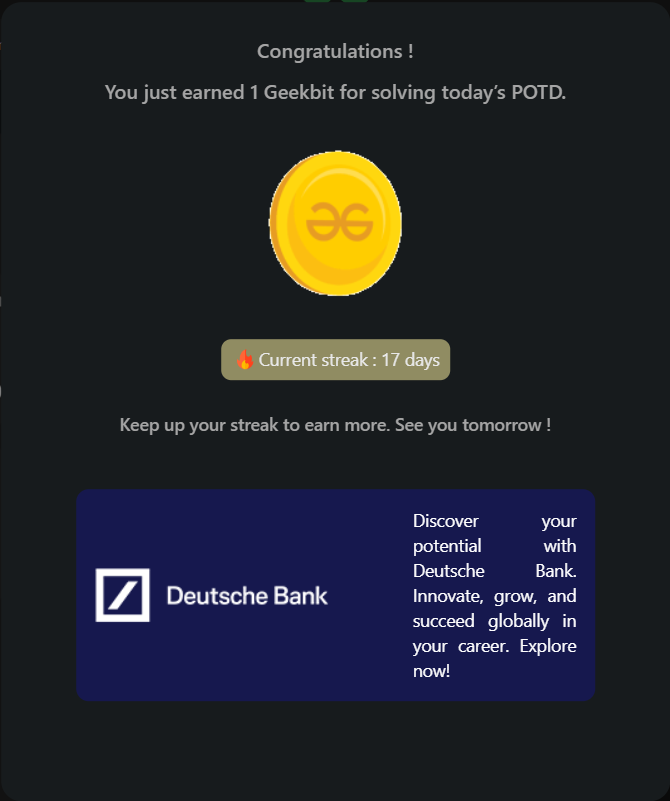 Congratulations !
You just earned 1 Geekbit for solving today's POTD.
Current streak : 17 days
Keep up your streak to earn more. See you tomorrow !
Deutsche Bank
Discover your
potential with
Deutsche Bank.
Innovate, grow, and
succeed globally in
your career. Explore
now!